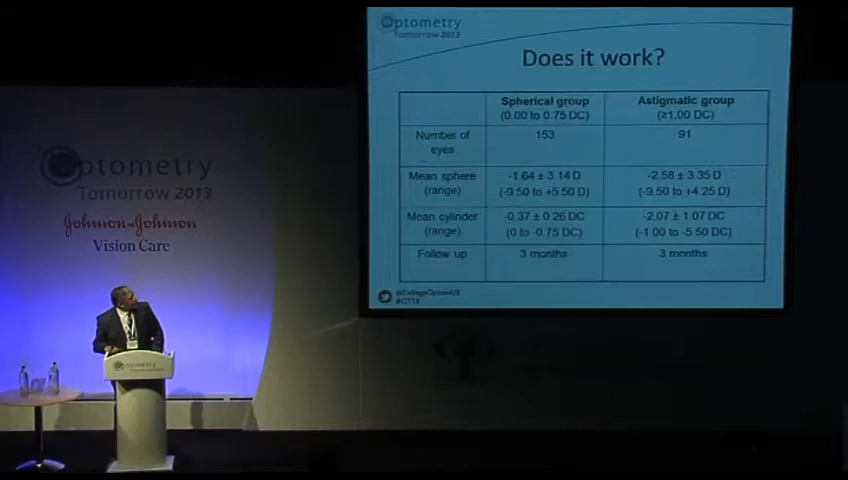 Optometry
Tomorrow 2013
Does it work?
Spherical group
(0.00 to 0.75 DC)
Astigmatic group
(≥1.00 DC)
Number of
eyes
153
91
Mean sphere
(range)
-1.64 ± 3.14 D
(-9.50 to +5.50 D)
-2.58 ± 3.35 D
(-9.50 to +4.25 D)
Mean cylinder
(range)
-0.37 ± 0.26 DC
(0 to -0.75 DC)
-2.07 ± 1.07 DC
(-1.00 to -5.50 DC)
Follow up
3 months
3 months
@CollegeOptomUK
#OT13
Optometry
Tomorrow 2013
Johnson & Johnson
Vision Care
Optometry